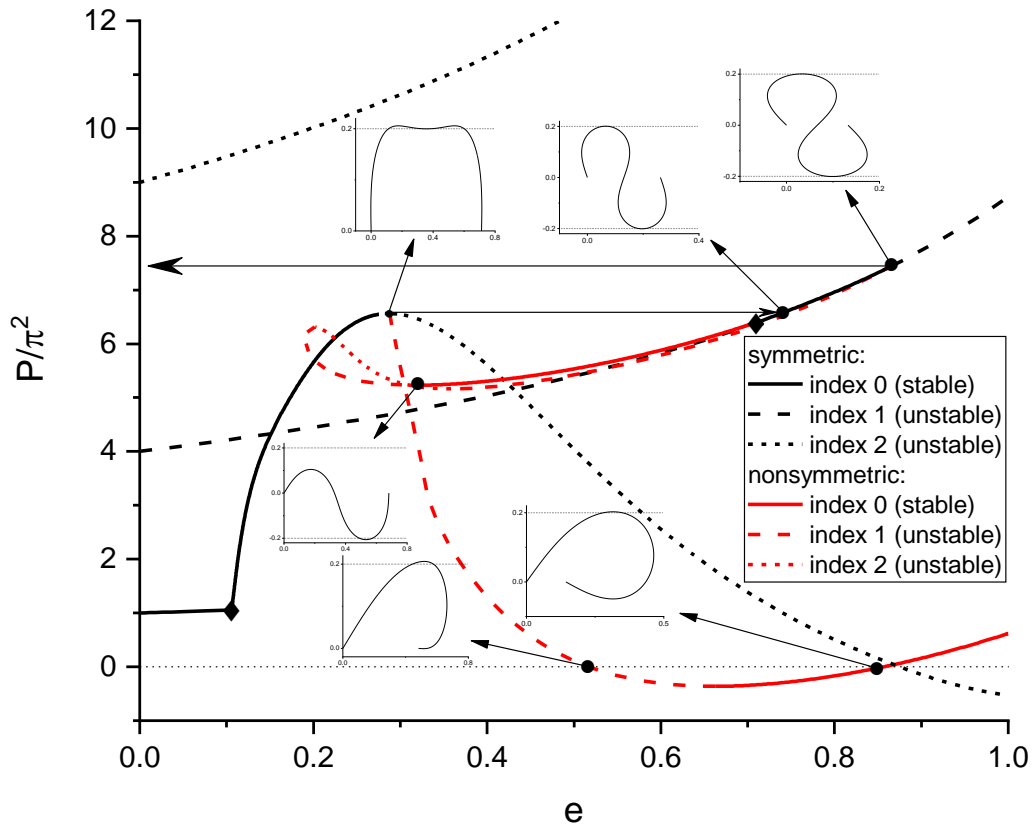 P/π²
12
10
8
6
4
2
0
0.0 0.2 0.4 0.6 0.8 1.0
e
0.2
0.0
0.0 0.4 0.8
0.2
0.0
-0.2
0.0 0.4
0.2
0.0
-0.2
0.0 0.2
0.2
0.0
-0.2
0.0 0.4 0.8
0.2
0.0
0.0 0.8
0.2
0.0
0.0 0.5
symmetric:
index 0 (stable)
index 1 (unstable)
index 2 (unstable)
nonsymmetric:
index 0 (stable)
index 1 (unstable)
index 2 (unstable)